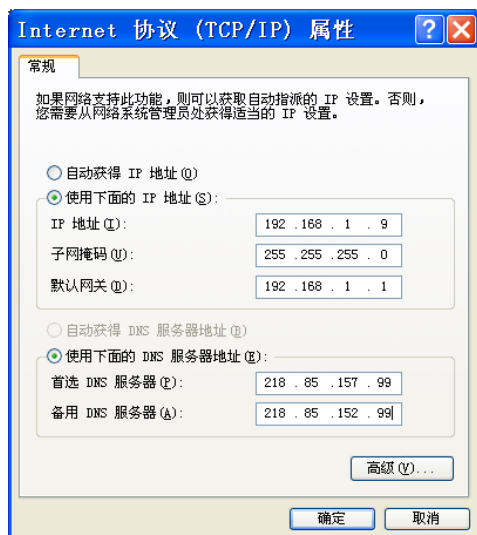 Internet 协议 (TCP/IP) 属性
常规
如果网络支持此功能，则可以获取自动指派的 IP 设置。否则，
您需要从网络系统管理员处获得适当的 IP 设置。
自动获得 IP 地址(O)
使用下面的 IP 地址(S):
IP 地址(I): 192 .168 . 1 . 9
子网掩码(U): 255 .255 .255 . 0
默认网关(D): 192 .168 . 1 . 1
自动获得 DNS 服务器地址(B)
使用下面的 DNS 服务器地址(E):
首选 DNS 服务器(P): 218 . 85 .157 . 99
备用 DNS 服务器(A): 218 . 85 .152 . 99
高级(V)...
确定 取消